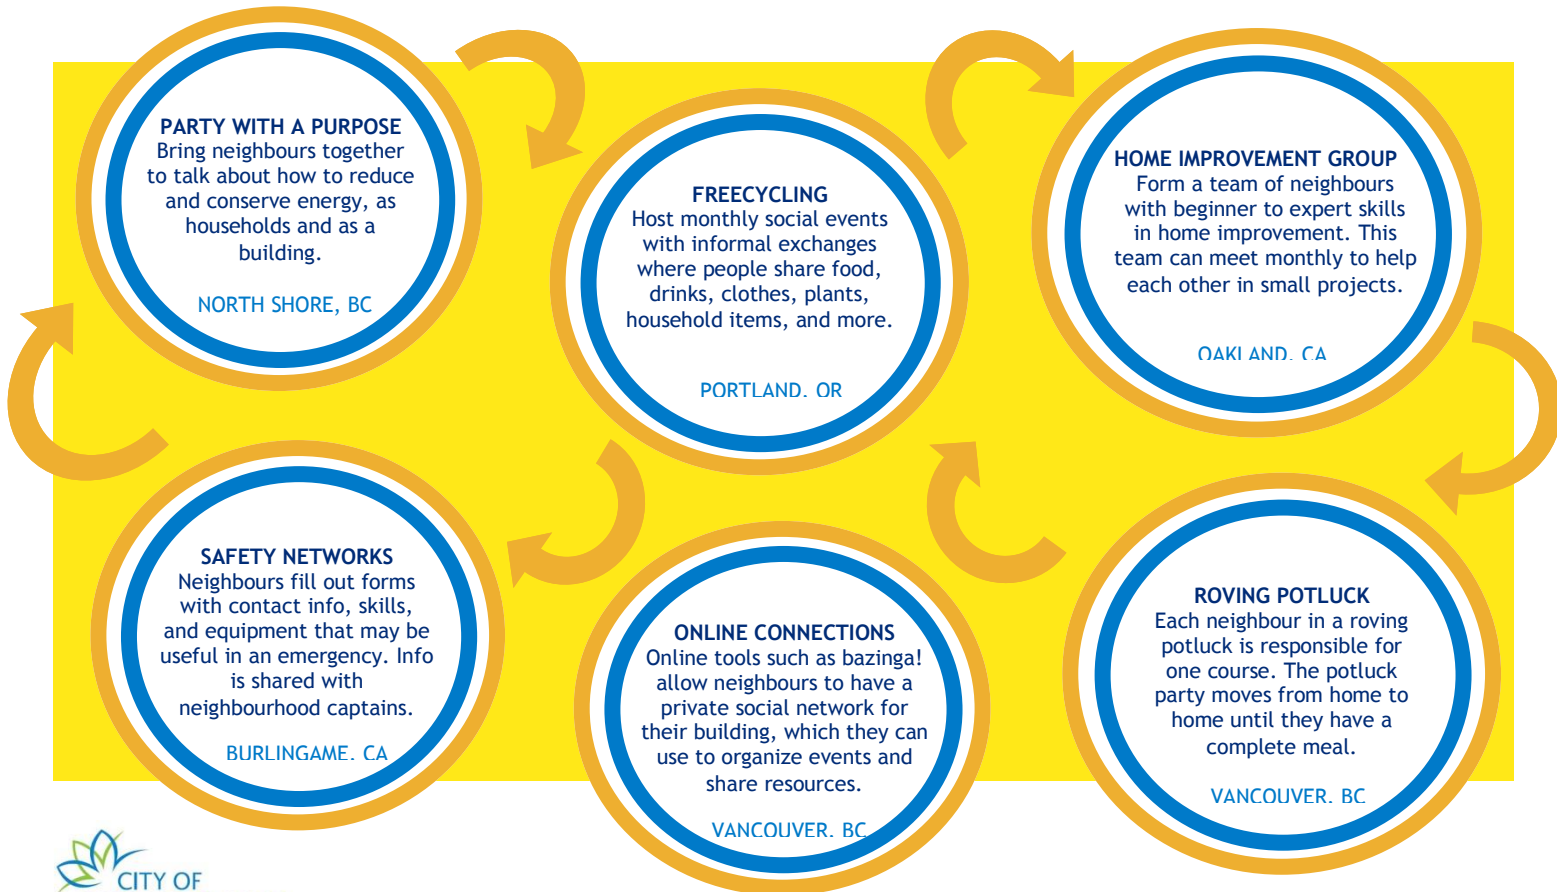 PARTY WITH A PURPOSE
Bring neighbours together
to talk about how to reduce
and conserve energy, as
households and as a
building.
NORTH SHORE, BC
FREECYCLING
Host monthly social events
with informal exchanges
where people share food,
drinks, clothes, plants,
household items, and more.
PORTLAND, OR
HOME IMPROVEMENT GROUP
Form a team of neighbours
with beginner to expert skills
in home improvement. This
team can meet monthly to help
each other in small projects.
OAKLAND, CA
SAFETY NETWORKS
Neighbours fill out forms
with contact info, skills,
and equipment that may be
useful in an emergency. Info
is shared with
neighbourhood captains.
BURLINGAME, CA
ONLINE CONNECTIONS
Online tools such as bazinga!
allow neighbours to have a
private social network for
their building, which they can
use to organize events and
share resources.
VANCOUVER, BC
ROVING POTLUCK
Each neighbour in a roving
potluck is responsible for
one course. The potluck
party moves from home to
home until they have a
complete meal.
VANCOUVER, BC
CITY OF